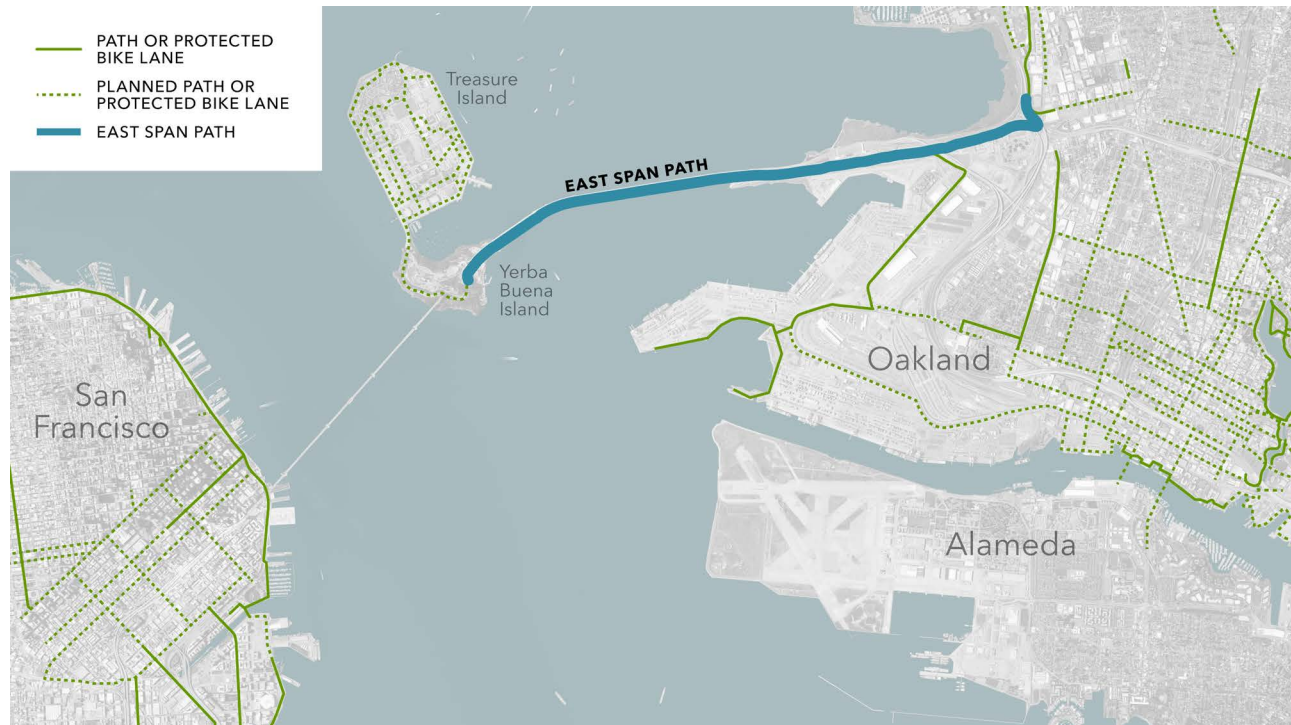 PATH OR PROTECTED
BIKE LANE
PLANNED PATH OR
PROTECTED BIKE LANE
EAST SPAN PATH
Treasure
Island
EAST SPAN PATH
Yerba
Buena
Island
Oakland
San
Francisco
Alameda